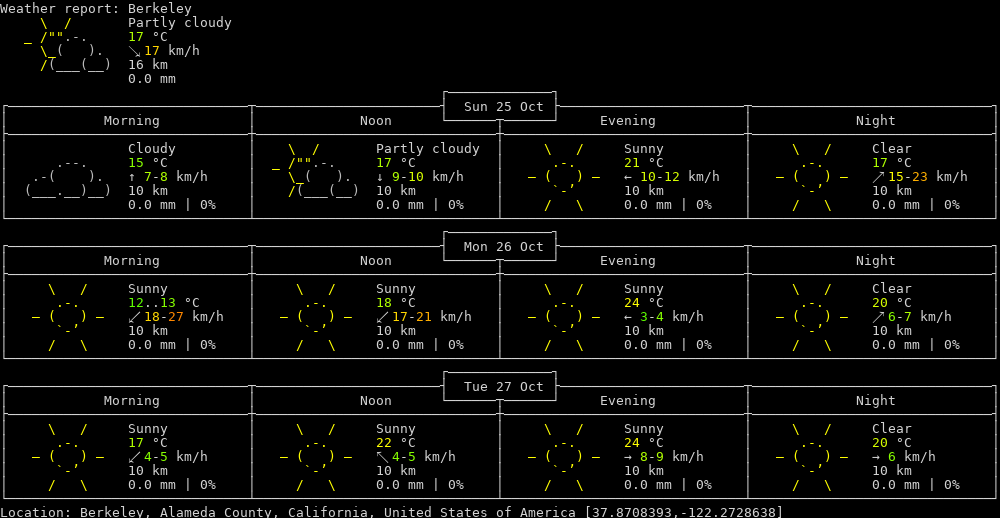 Weather report: Berkeley
Partly cloudy
17 °C
↘17 km/h
16 km
0.0 mm
Sun 25 Oct
Morning Noon Evening Night
Cloudy Partly cloudy Sunny Clear
15 °C 17 °C 21 °C 17 °C
↑ 7-8 km/h ↓ 9-10 km/h ← 10-12 km/h ↗15-23 km/h
10 km 10 km 10 km 10 km
0.0 mm | 0% 0.0 mm | 0% 0.0 mm | 0% 0.0 mm | 0%
Mon 26 Oct
Morning Noon Evening Night
Sunny Sunny Sunny Clear
12..13 °C 18 °C 24 °C 20 °C
↙18-27 km/h ↙17-21 km/h ← 3-4 km/h ↗6-7 km/h
10 km 10 km 10 km 10 km
0.0 mm | 0% 0.0 mm | 0% 0.0 mm | 0% 0.0 mm | 0%
Tue 27 Oct
Morning Noon Evening Night
Sunny Sunny Sunny Clear
17 °C 22 °C 24 °C 20 °C
↙4-5 km/h ↖4-5 km/h → 8-9 km/h → 6 km/h
10 km 10 km 10 km 10 km
0.0 mm | 0% 0.0 mm | 0% 0.0 mm | 0% 0.0 mm | 0%
Location: Berkeley, Alameda County, California, United States of America [37.8708393,-122.2728638]